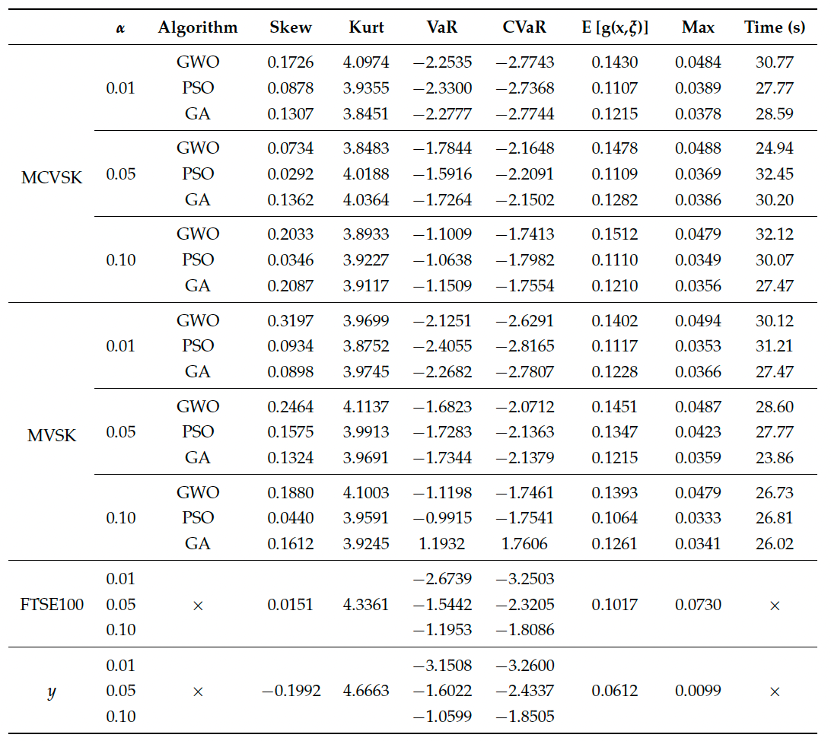 α Algorithm Skew Kurt VaR CVaR E [g(x,ξ)] Max Time (s)
GWO 0.1726 4.0974 −2.2535 −2.7743 0.1430 0.0484 30.77
0.01 PSO 0.0878 3.9355 −2.3300 −2.7368 0.1107 0.0389 27.77
GA 0.1307 3.8451 −2.2777 −2.7744 0.1215 0.0378 28.59
GWO 0.0734 3.8483 −1.7844 −2.1648 0.1478 0.0488 24.94
MCVSK 0.05 PSO 0.0292 4.0188 −1.5916 −2.2091 0.1109 0.0369 32.45
GA 0.1362 4.0364 −1.7264 −2.1502 0.1282 0.0386 30.20
GWO 0.2033 3.8933 −1.1009 −1.7413 0.1512 0.0479 32.12
0.10 PSO 0.0346 3.9227 −1.0638 −1.7982 0.1110 0.0349 30.07
GA 0.2087 3.9117 −1.1509 −1.7554 0.1210 0.0356 27.47
GWO 0.3197 3.9699 −2.1251 −2.6291 0.1402 0.0494 30.12
0.01 PSO 0.0934 3.8752 −2.4055 −2.8165 0.1117 0.0353 31.21
GA 0.0898 3.9745 −2.2682 −2.7807 0.1228 0.0366 27.47
GWO 0.2464 4.1137 −1.6823 −2.0712 0.1451 0.0487 28.60
MVSK 0.05 PSO 0.1575 3.9913 −1.7283 −2.1363 0.1347 0.0423 27.77
GA 0.1324 3.9691 −1.7344 −2.1379 0.1215 0.0359 23.86
GWO 0.1880 4.1003 −1.1198 −1.7461 0.1393 0.0479 26.73
0.10 PSO 0.0440 3.9591 −0.9915 −1.7541 0.1064 0.0333 26.81
GA 0.1612 3.9245 1.1932 1.7606 0.1261 0.0341 26.02
0.01 −2.6739 −3.2503
FTSE100 0.05 × 0.0151 4.3361 −1.5442 −2.3205 0.1017 0.0730 ×
0.10 −1.1953 −1.8086
0.01 −3.1508 −3.2600
y 0.05 × −0.1992 4.6663 −1.6022 −2.4337 0.0612 0.0099 ×
0.10 −1.0599 −1.8505